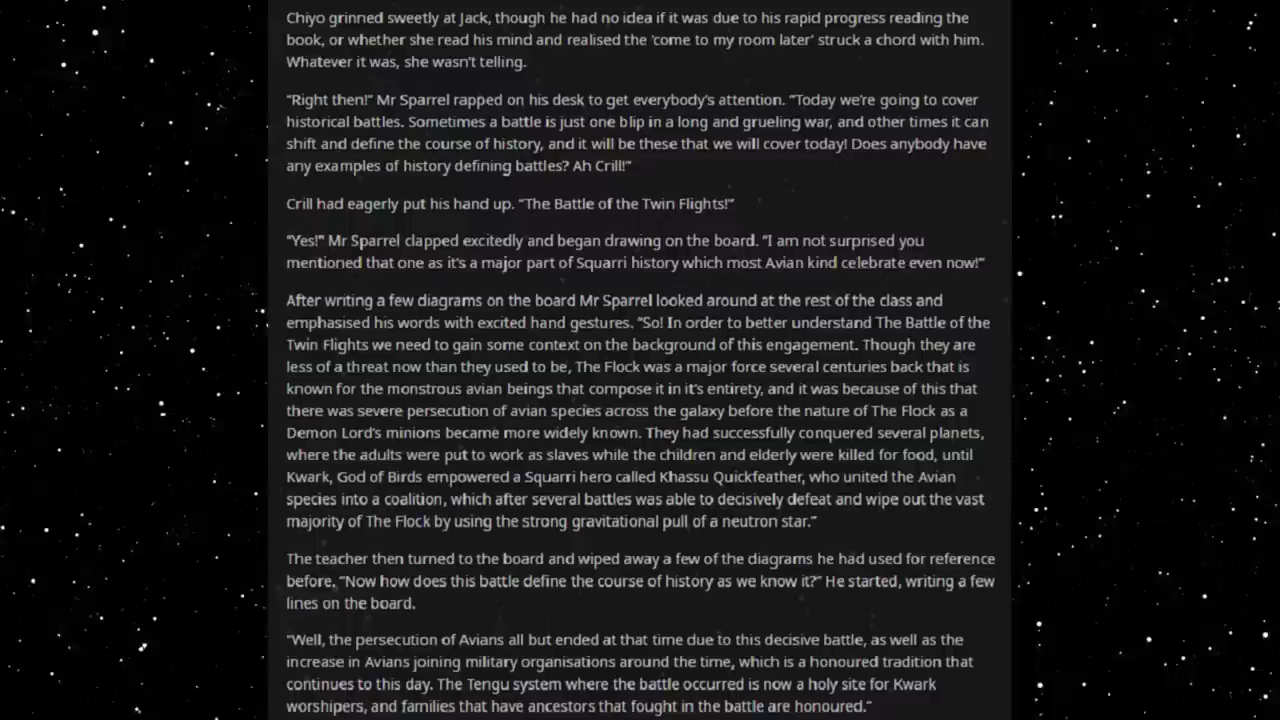 Chiyo grinned sweetly at Jack, though he had no idea if it was due to his rapid progress reading the
book, or whether she read his mind and realised the 'come to my room later' struck a chord with him.
Whatever it was, she wasn't telling.
"Right then!" Mr Sparrel rapped on his desk to get everybody's attention. "Today we're going to cover
historical battles. Sometimes a battle is just one blip in a long and grueling war, and other times it can
shift and define the course of history, and it will be these that we will cover today! Does anybody have
any examples of history defining battles? Ah Crill!"
Crill had eagerly put his hand up. "The Battle of the Twin Flights!"
"Yes!" Mr Sparrel clapped excitedly and began drawing on the board. "I am not surprised you
mentioned that one as it's a major part of Squarri history which most Avian kind celebrate even now!"
After writing a few diagrams on the board Mr Sparrel looked around at the rest of the class and
emphasised his words with excited hand gestures. "So! In order to better understand The Battle of the
Twin Flights we need to gain some context on the background of this engagement. Though they are
less of a threat now than they used to be, The Flock was a major force several centuries back that is
known for the monstrous avian beings that compose it in it's entirety, and it was because of this that
there was severe persecution of avian species across the galaxy before the nature of The Flock as a
Demon Lord's minions became more widely known. They had successfully conquered several planets,
where the adults were put to work as slaves while the children and elderly were killed for food, until
Kwark, God of Birds empowered a Squarri hero called Khassu Quickfeather, who united the Avian
species into a coalition, which after several battles was able to decisively defeat and wipe out the vast
majority of The Flock by using the strong gravitational pull of a neutron star."
The teacher then turned to the board and wiped away a few of the diagrams he had used for reference
before, "Now how does this battle define the course of history as we know it?" He started, writing a few
lines on the board.
"Well, the persecution of Avians all but ended at that time due to this decisive battle, as well as the
increase in Avians joining military organisations around the time, which is a honoured tradition that
continues to this day. The Tengu system where the battle occurred is now a holy site for Kwark
worshipers, and families that have ancestors that fought in the battle are honoured."